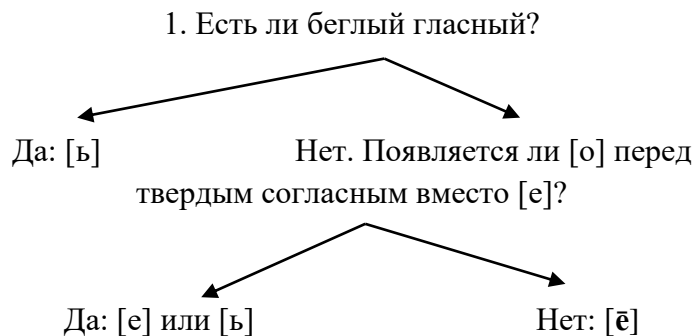 1. Есть ли беглый гласный?
Да: [ь] Нет. Появляется ли [о] перед
твердым согласным вместо [е]?
Да: [е] или [ь] Нет: [ē]